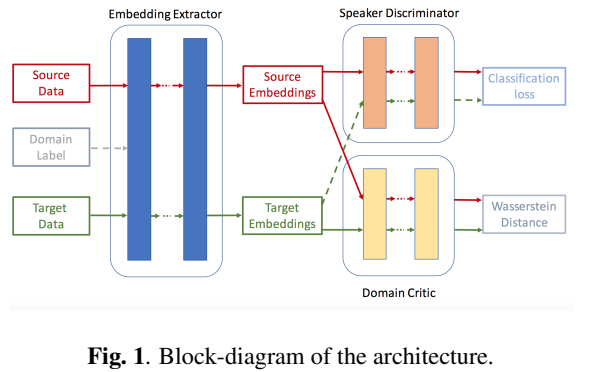 Embedding Extractor
Speaker Discriminator
Source
Data
Source
Embeddings
Classification
loss
Domain
Label
Target
Data
Target
Embeddings
Wasserstein
Distance
Domain Critic
Fig. 1. Block-diagram of the architecture.